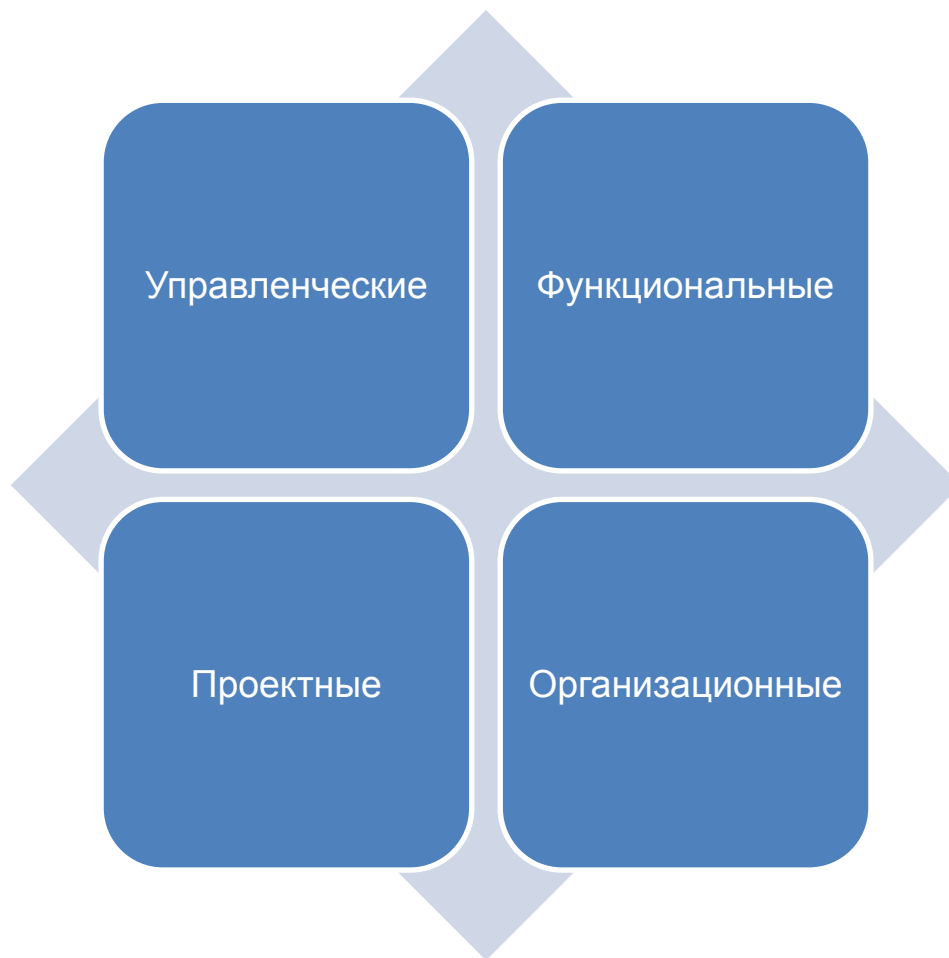 Управленческие
Функциональные
Проектные
Организационные